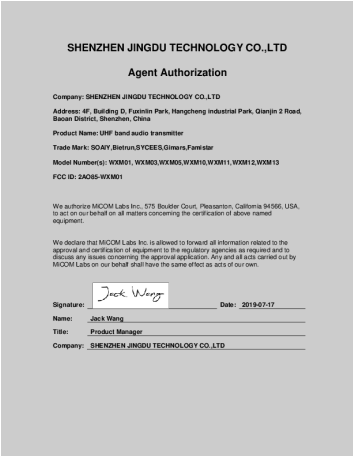 SHENZHEN JINGDU TECHNOLOGY CO.,LTD
Agent Authorization
Company: SHENZHEN JINGDU TECHNOLOGY CO.,LTD
Address: 4F, Building D, Fuxinlin Park, Hangcheng industrial Park, Qianjin 2 Road,
Baoan District, Shenzhen, China
Product Name: UHF band audio transmitter
Trade Mark: SOAIY,Bietrun,SYCEES,Gimars,Famistar
Model Number(s): WXM01, WXM03,WXM05,WXM10,WXM11,WXM12,WXM13
FCC ID: 2AO85-WXM01
We authorize MiCOM Labs Inc., 575 Boulder Court, Pleasanton, California 94566, USA,
to act on our behalf on all matters concerning the certification of above named
equipment.
We declare that MiCOM Labs Inc. is allowed to forward all information related to the
approval and certification of equipment to the regulatory agencies as required and to
discuss any issues concerning the approval application. Any and all acts carried out by
MiCOM Labs on our behalf shall have the same effect as acts of our own.
Jack Wang
Signature: Date: 2019-07-17
Name: Jack Wang
Title: Product Manager
Company: SHENZHEN JINGDU TECHNOLOGY CO.,LTD